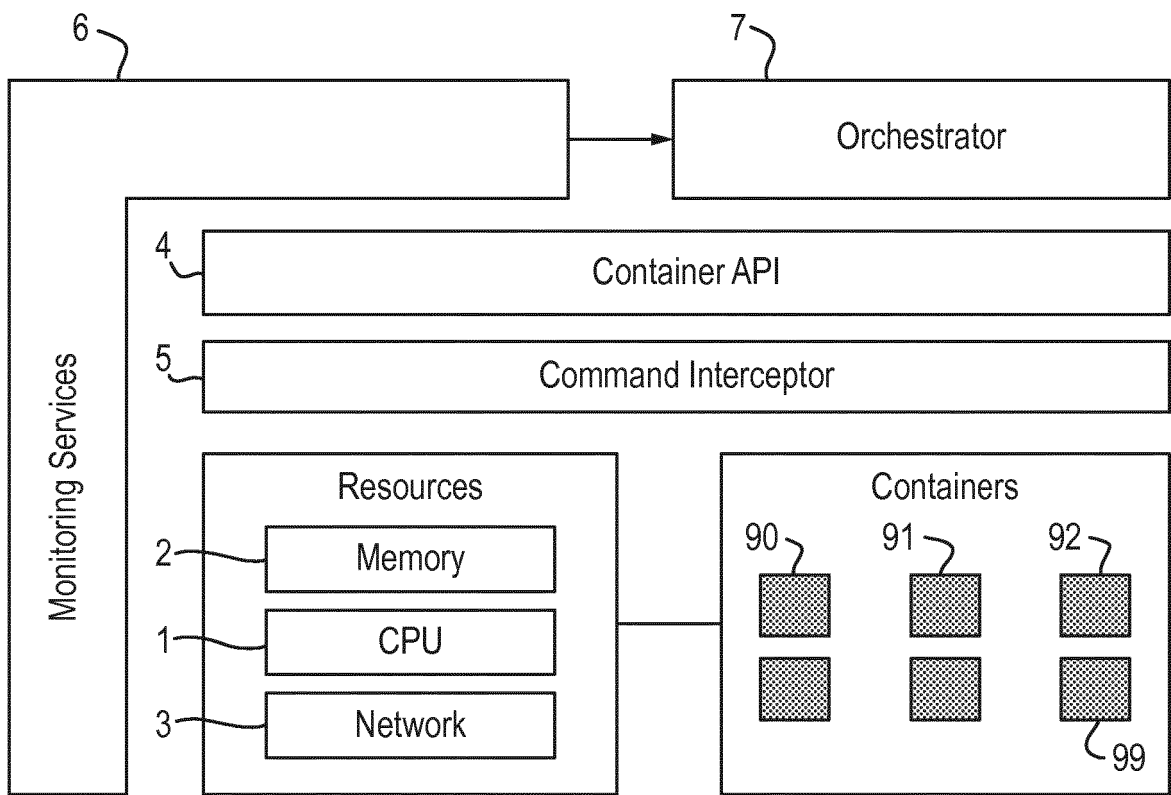 6
7
Orchestrator
4
Container API
5
Command Interceptor
Monitoring Services
Resources
2
Memory
1
CPU
3
Network
Containers
90
91
92
99